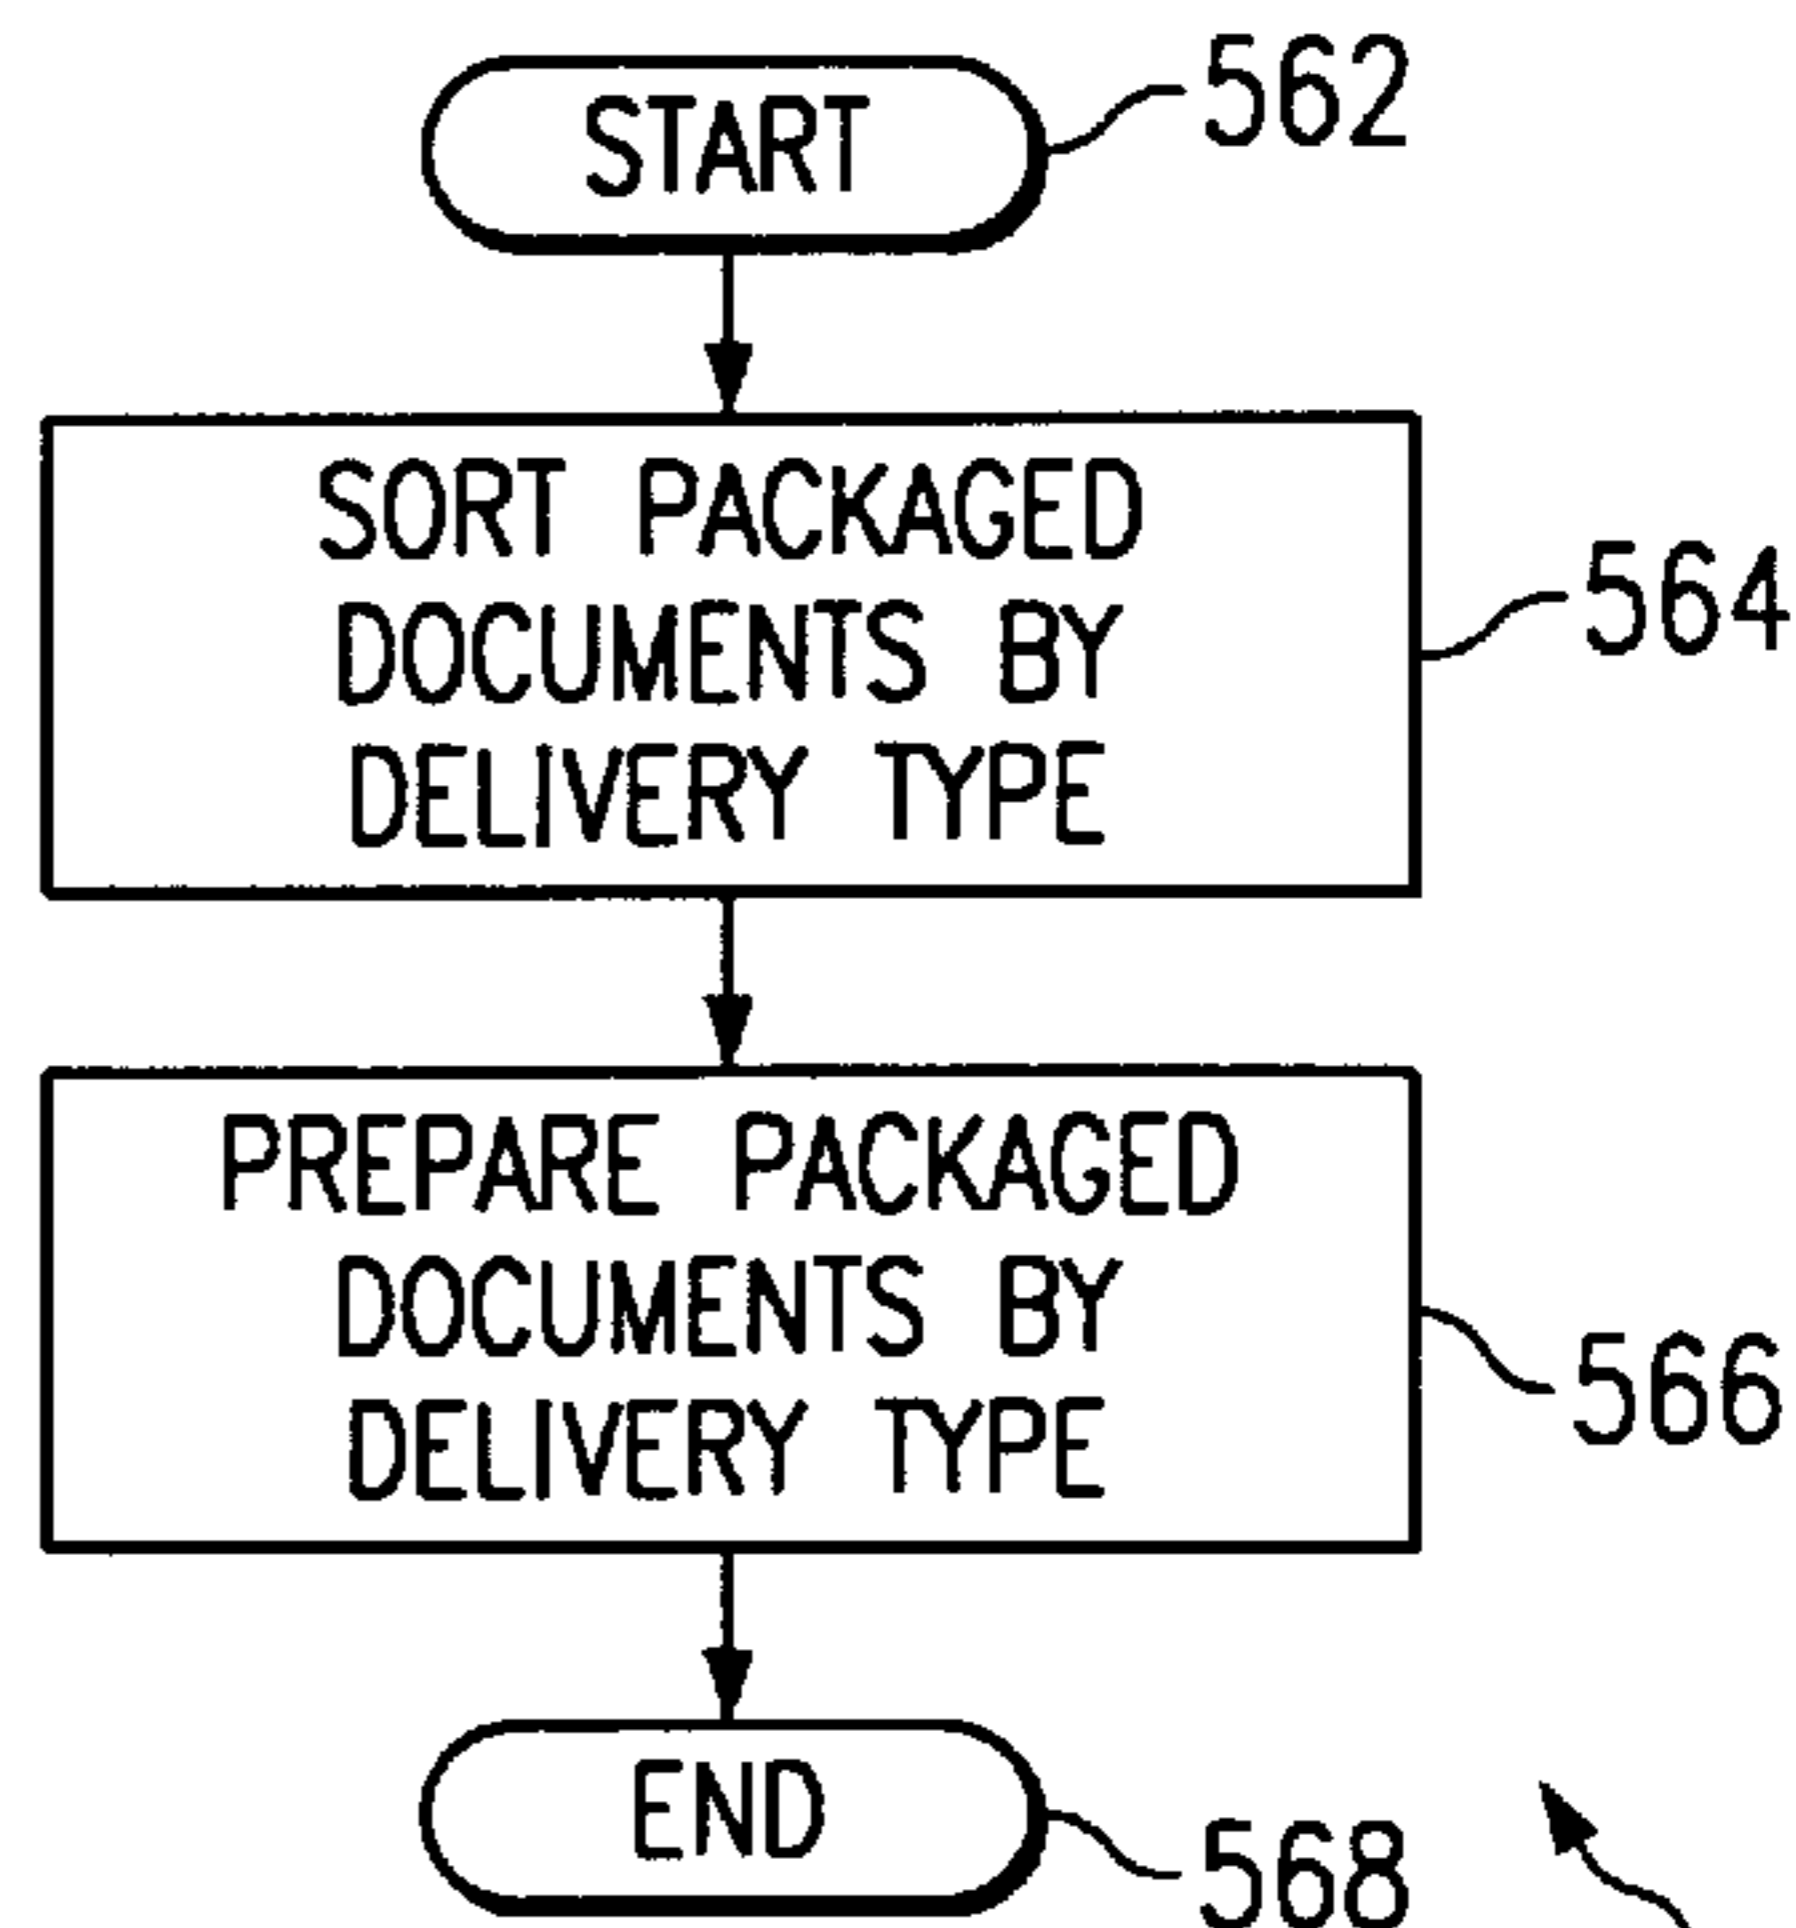 START
562
SORT PACKAGED
DOCUMENTS BY
DELIVERY TYPE
564
PREPARE PACKAGED
DOCUMENTS BY
DELIVERY TYPE
566
END
568